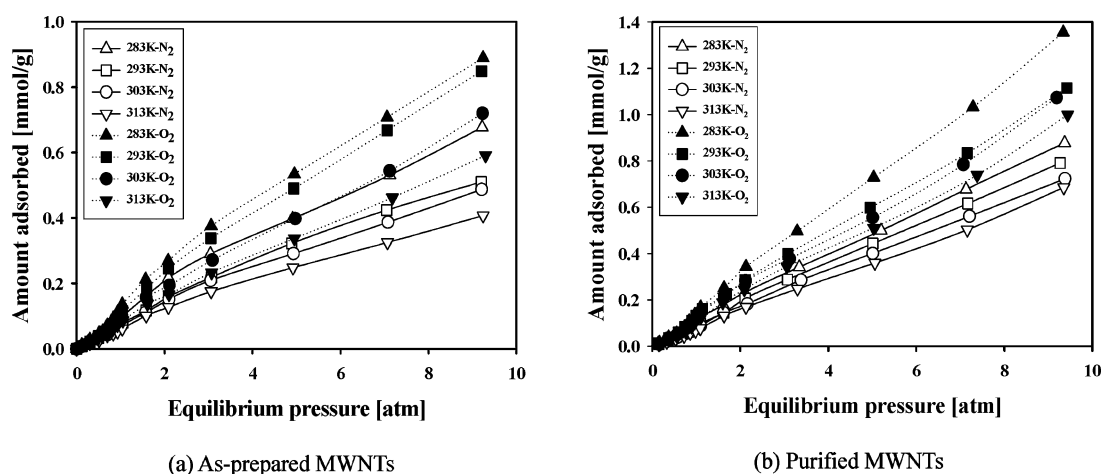 Amount adsorbed [mmol/g]
1.0
0.8
0.6
0.4
0.2
0.0
283K-N₂
293K-N₂
303K-N₂
313K-N₂
283K-O₂
293K-O₂
303K-O₂
313K-O₂
0 2 4 6 8 10
Equilibrium pressure [atm]
(a) As-prepared MWNTs
Amount adsorbed [mmol/g]
1.4
1.2
1.0
0.8
0.6
0.4
0.2
0.0
283K-N₂
293K-N₂
303K-N₂
313K-N₂
283K-O₂
293K-O₂
303K-O₂
313K-O₂
0 2 4 6 8 10
Equilibrium pressure [atm]
(b) Purified MWNTs